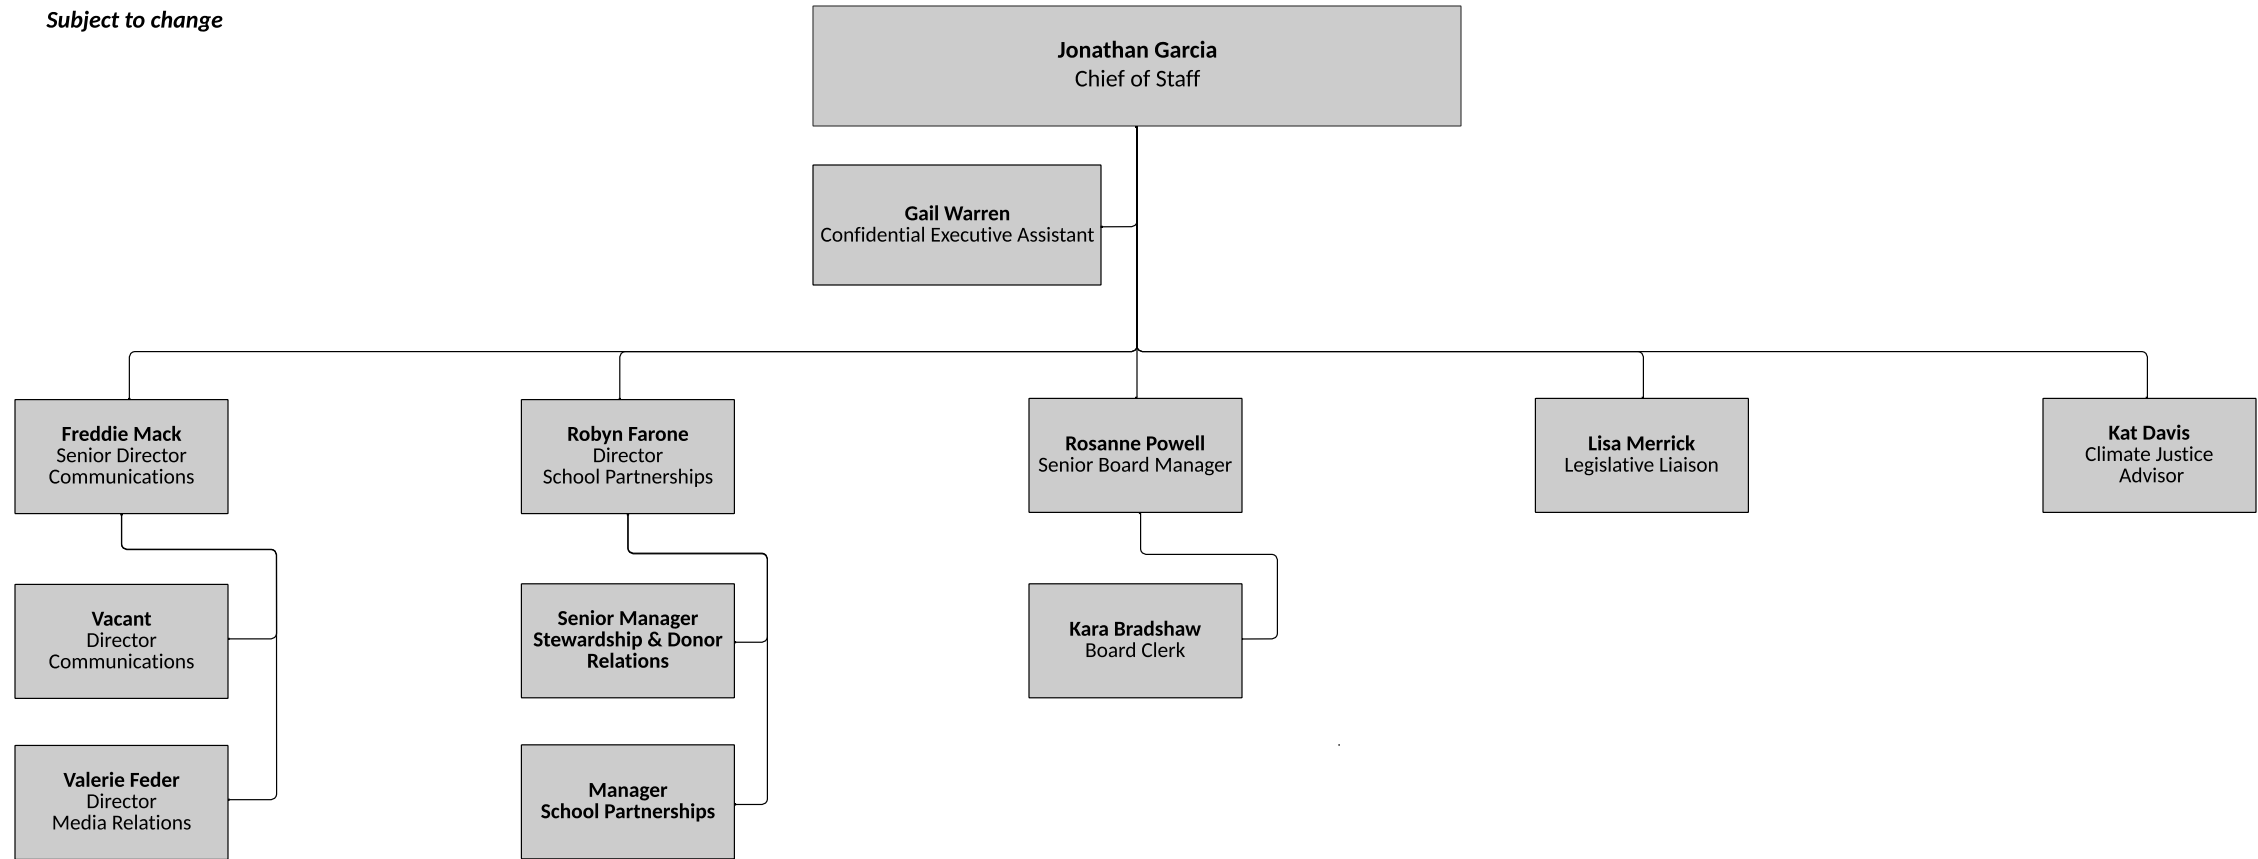 Subject to change
Jonathan Garcia
Chief of Staff
Gail Warren
Confidential Executive Assistant
Freddie Mack
Senior Director
Communications
Robyn Farone
Director
School Partnerships
Rosanne Powell
Senior Board Manager
Lisa Merrick
Legislative Liaison
Kat Davis
Climate Justice
Advisor
Vacant
Director
Communications
Senior Manager
Stewardship & Donor
Relations
Kara Bradshaw
Board Clerk
Valerie Feder
Director
Media Relations
Manager
School Partnerships